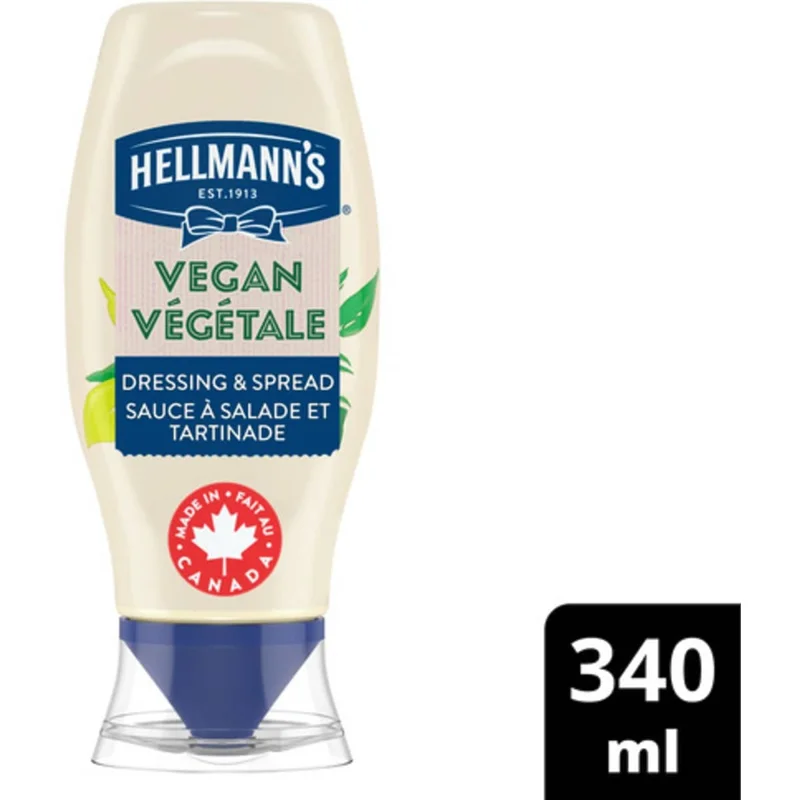 HELLMANN'S
EST.1913
®
VEGAN
VÉGÉTALE
DRESSING & SPREAD
SAUCE À SALADE ET
TARTINADE
MADE IN • FAIT AU
• CANADA •
340
ml